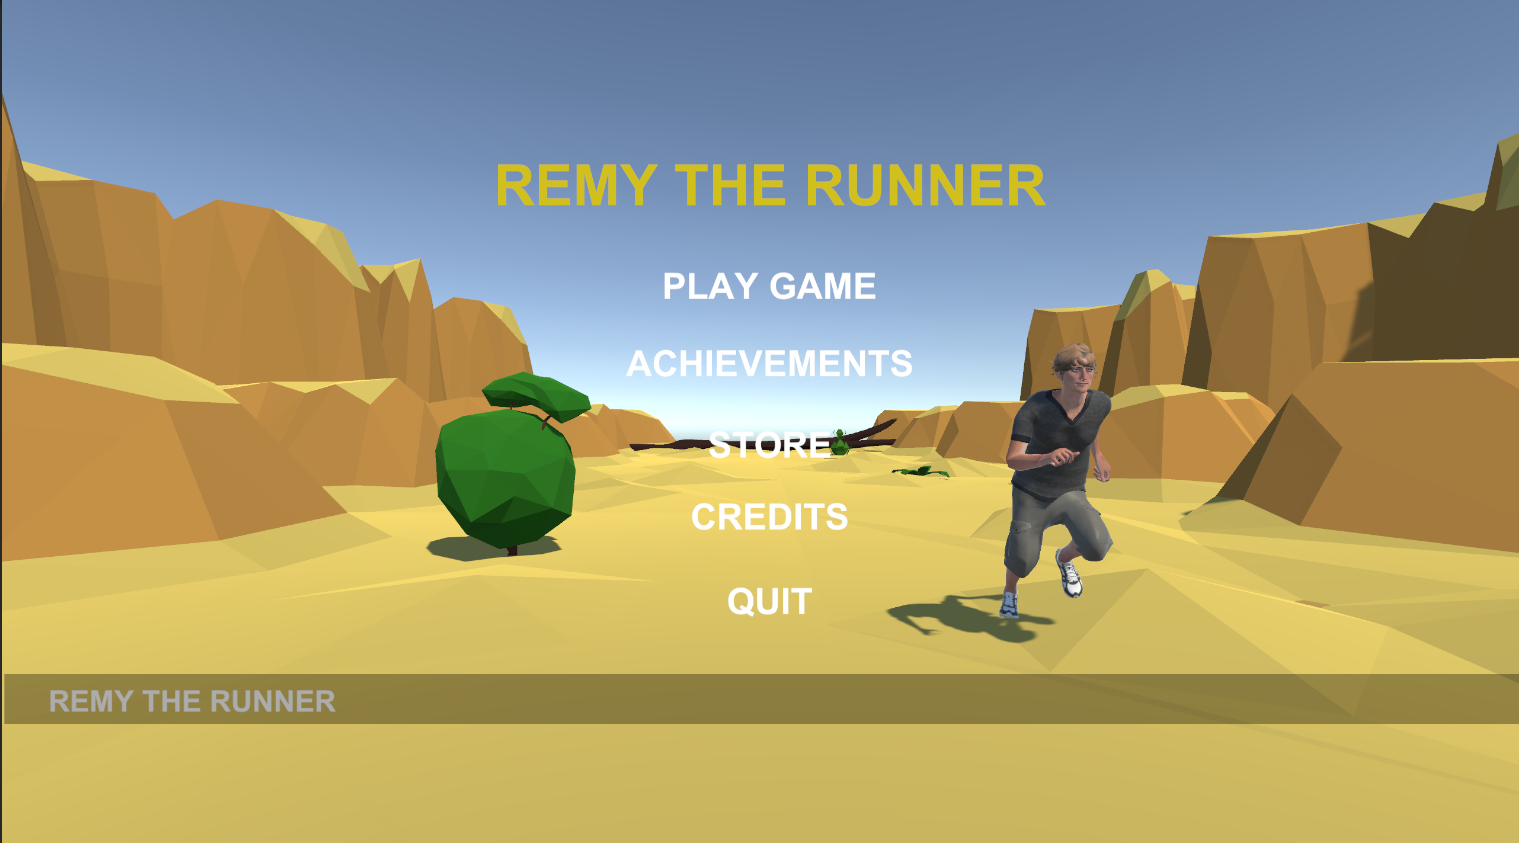 REMY THE RUNNER
PLAY GAME
ACHIEVEMENTS
STORE
CREDITS
QUIT
REMY THE RUNNER